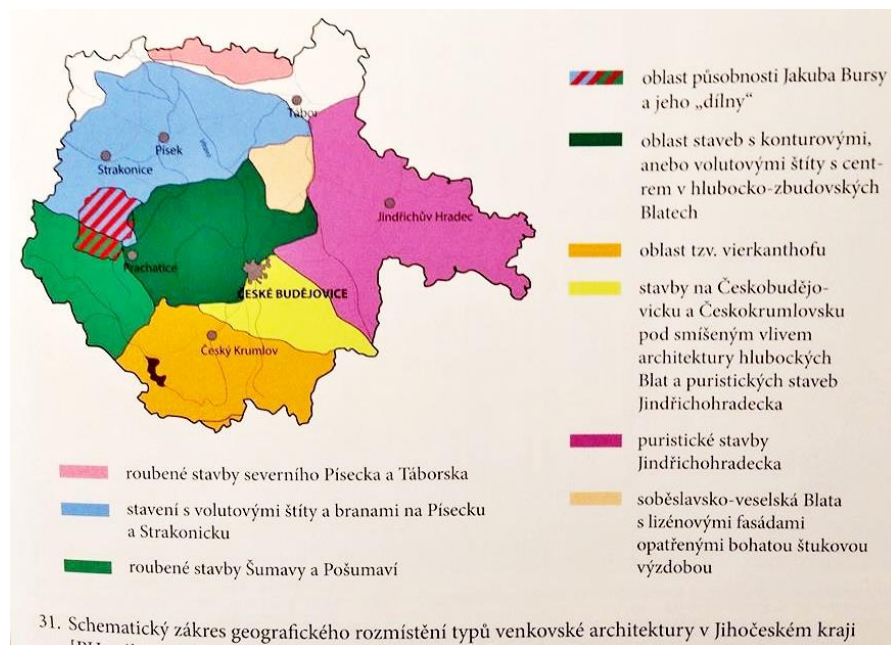 Tábor
Písek
Strakonice
Jindřichův Hradec
Prachatice
ČESKÉ BUDĚJOVICE
Český Krumlov
roubené stavby severního Písecka a Táborska
stavení s volutovými štíty a branami na Písecku
a Strakonicku
roubené stavby Šumavy a Pošumaví
oblast působnosti Jakuba Bursy
a jeho „dílny“
oblast staveb s konturovými,
anebo volutovými štíty s cent-
rem v hlubocko-zbudovských
Blatech
oblast tzv. vierkanthofu
stavby na Českobudějo-
vicku a Českokrumlovsku
pod smíšeným vlivem
architektury hlubockých
Blat a puristických staveb
Jindřichohradecka
puristické stavby
Jindřichohradecka
soběslavsko-veselská Blata
s lizénovými fasádami
opatřenými bohatou štukovou
výzdobou
31. Schematický zákres geografického rozmístění typů venkovské architektury v Jihočeském kraji